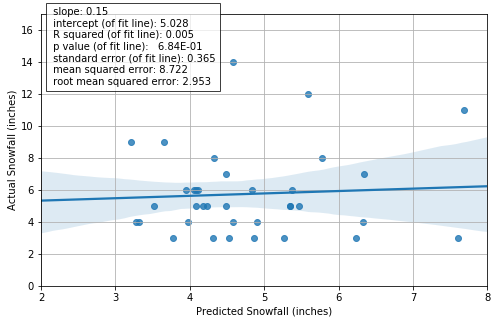 slope: 0.15
intercept (of fit line): 5.028
R squared (of fit line): 0.005
p value (of fit line):   6.84E-01
standard error (of fit line): 0.365
mean squared error: 8.722
root mean squared error: 2.953
16
14
12
10
8
6
4
2
0
Actual Snowfall (inches)
2 3 4 5 6 7 8
Predicted Snowfall (inches)